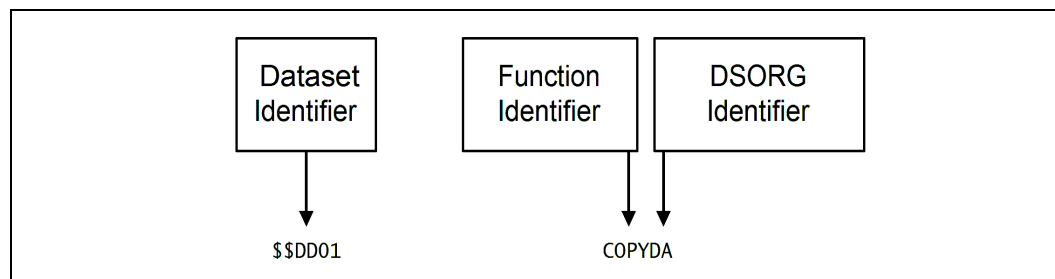 Dataset
Identifier
Function
Identifier
DSORG
Identifier
$$DD01
COPYDA